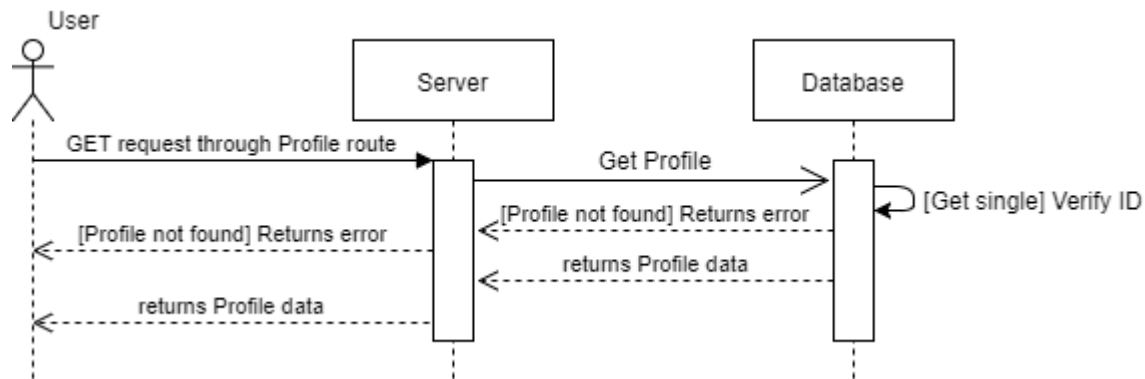 User
Server
Database
GET request through Profile route
Get Profile
[Get single] Verify ID
[Profile not found] Returns error
[Profile not found] Returns error
returns Profile data
returns Profile data